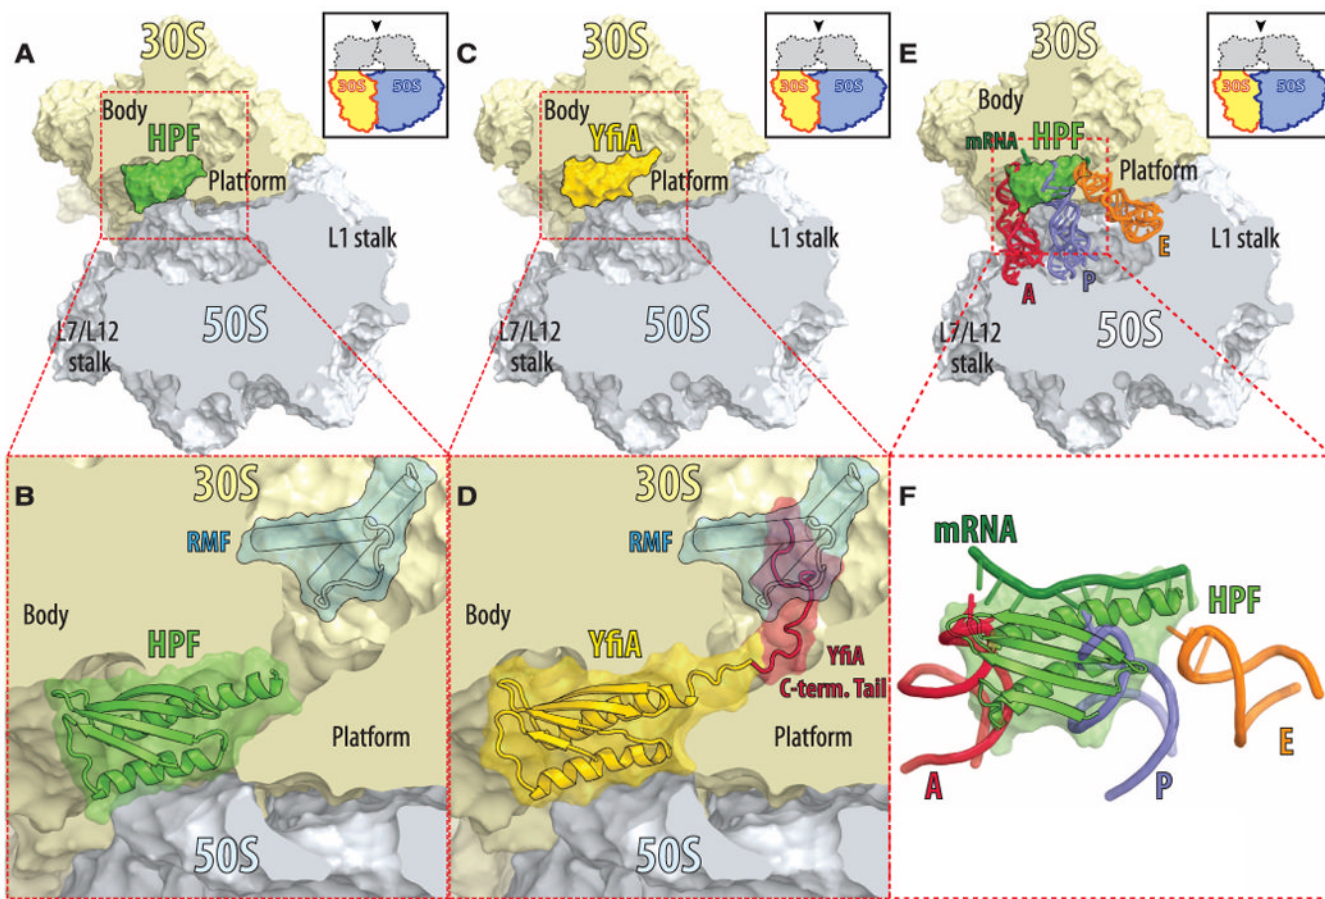 A
30S
30S
50S
Body
HPF
Platform
L1 stalk
50S
L7/L12
stalk
C
30S
30S
50S
Body
YfiA
Platform
L1 stalk
50S
L7/L12
stalk
E
30S
30S
50S
Body
mRNA
HPF
Platform
L1 stalk
E
P
A
50S
L7/L12
stalk
B
30S
RMF
Body
HPF
Platform
50S
D
30S
RMF
Body
YfiA
YfiA
C-term. Tail
Platform
50S
F
mRNA
HPF
E
A
P